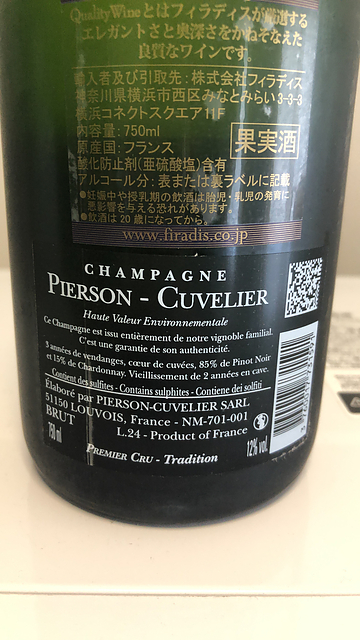 Quality Wineとはフィラディスが厳選する
エレガントさと奥深さをかねそなえた
良質なワインです。
輸入者及び引取先：株式会社フィラディス
神奈川県横浜市西区みなとみらい3-3-3
横浜コネクトスクエア11F
内容量：750ml
原産国：フランス
果実酒
酸化防止剤(亜硫酸塩)含有
アルコール分：表または裏ラベルに記載
●妊娠中や授乳期の飲酒は胎児・乳児の発育に
悪影響を与える恐れがあります。
●飲酒は20歳になってから。
www.firadis.co.jp
CHAMPAGNE
PIERSON - CUVELIER
Haute Valeur Environnementale
Ce Champagne est issu entièrement de notre vignoble familial.
C'est une garantie de son authenticité.
3 années de vendanges, cœur de cuvées, 85% de Pinot Noir
et 15% de Chardonnay. Vieillissement de 2 années en cave.
Contient des sulfites - Contains sulphites - Contiene dei solfiti
Élaboré par PIERSON-CUVELIER SARL
51150 LOUVOIS, France - NM-701-001
BRUT
L.24 - Product of France
750 ml
12% vol.
PREMIER CRU - Tradition